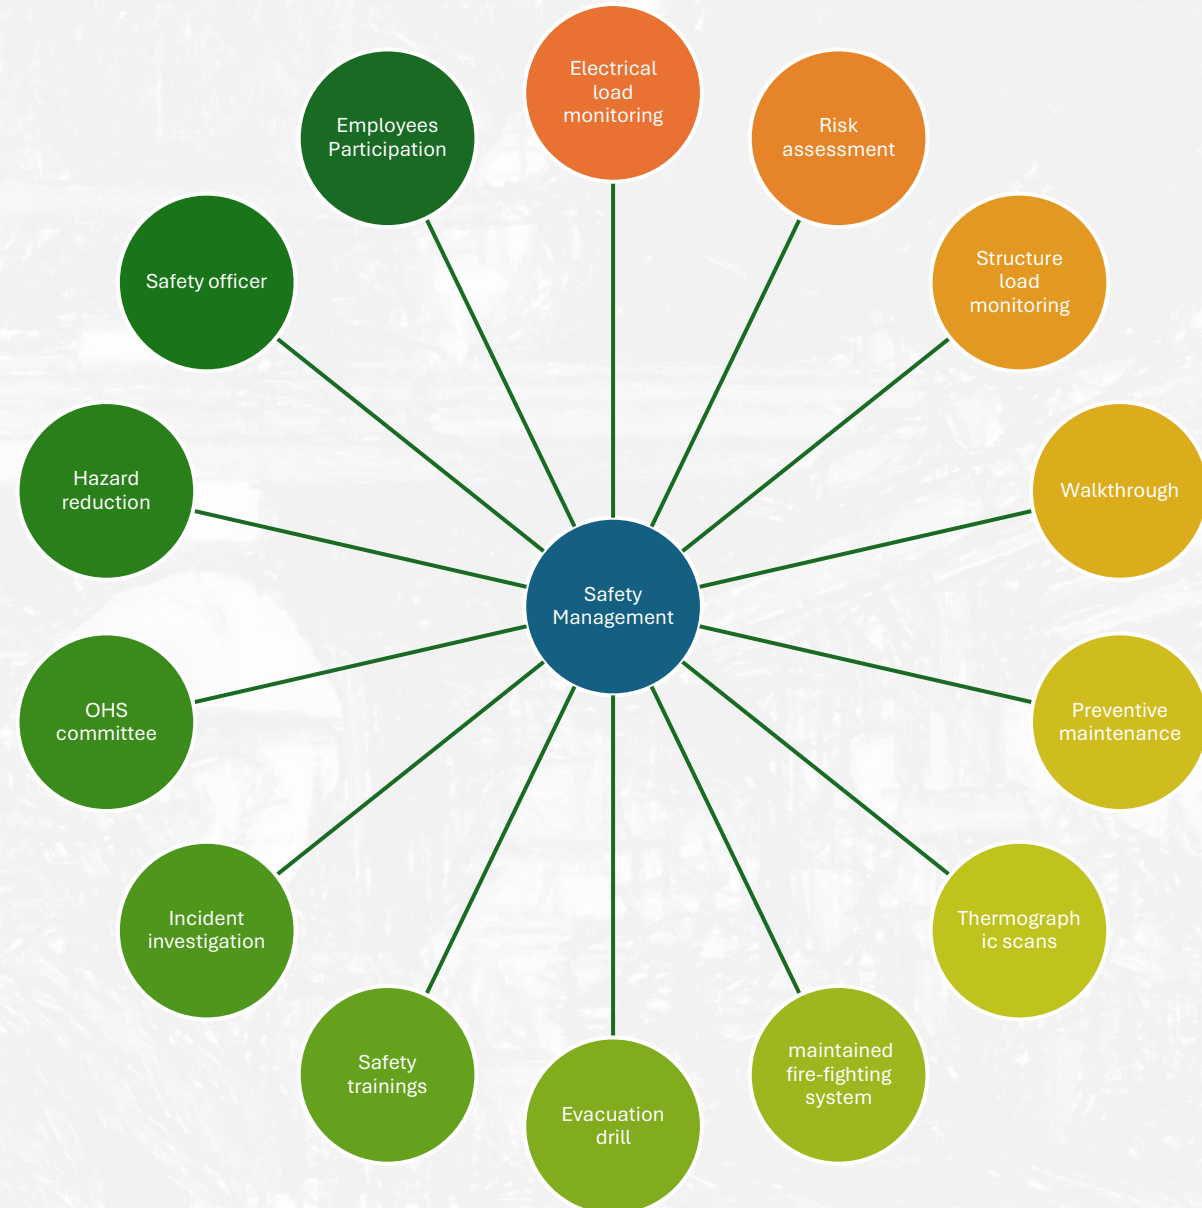 Electrical
load
monitoring
Risk
assessment
Structure
load
monitoring
Walkthrough
Preventive
maintenance
Thermograph
ic scans
maintained
fire-fighting
system
Evacuation
drill
Safety
trainings
Incident
investigation
OHS
committee
Hazard
reduction
Safety officer
Employees
Participation
Safety
Management